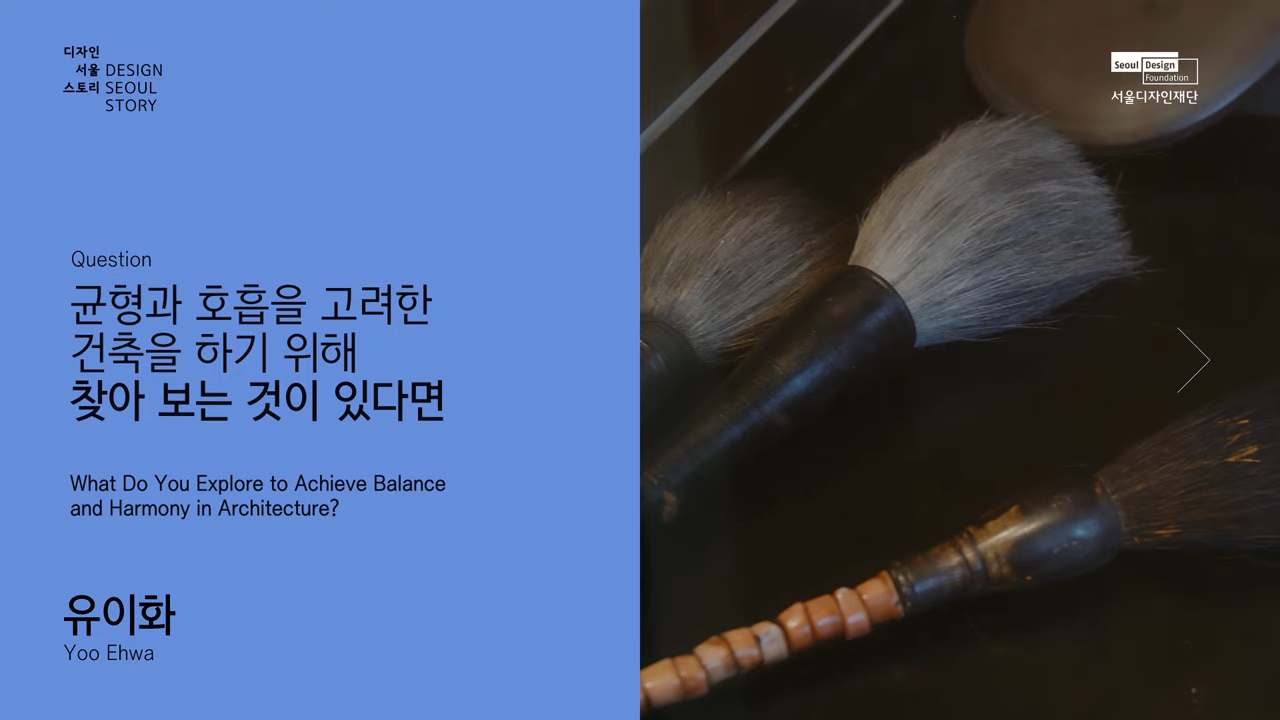 디자인
서울 DESIGN
스토리 SEOUL
STORY
Seoul Design
Foundation
서울디자인재단
Question
균형과 호흡을 고려한
건축을 하기 위해
찾아 보는 것이 있다면
What Do You Explore to Achieve Balance
and Harmony in Architecture?
유이화
Yoo Ehwa